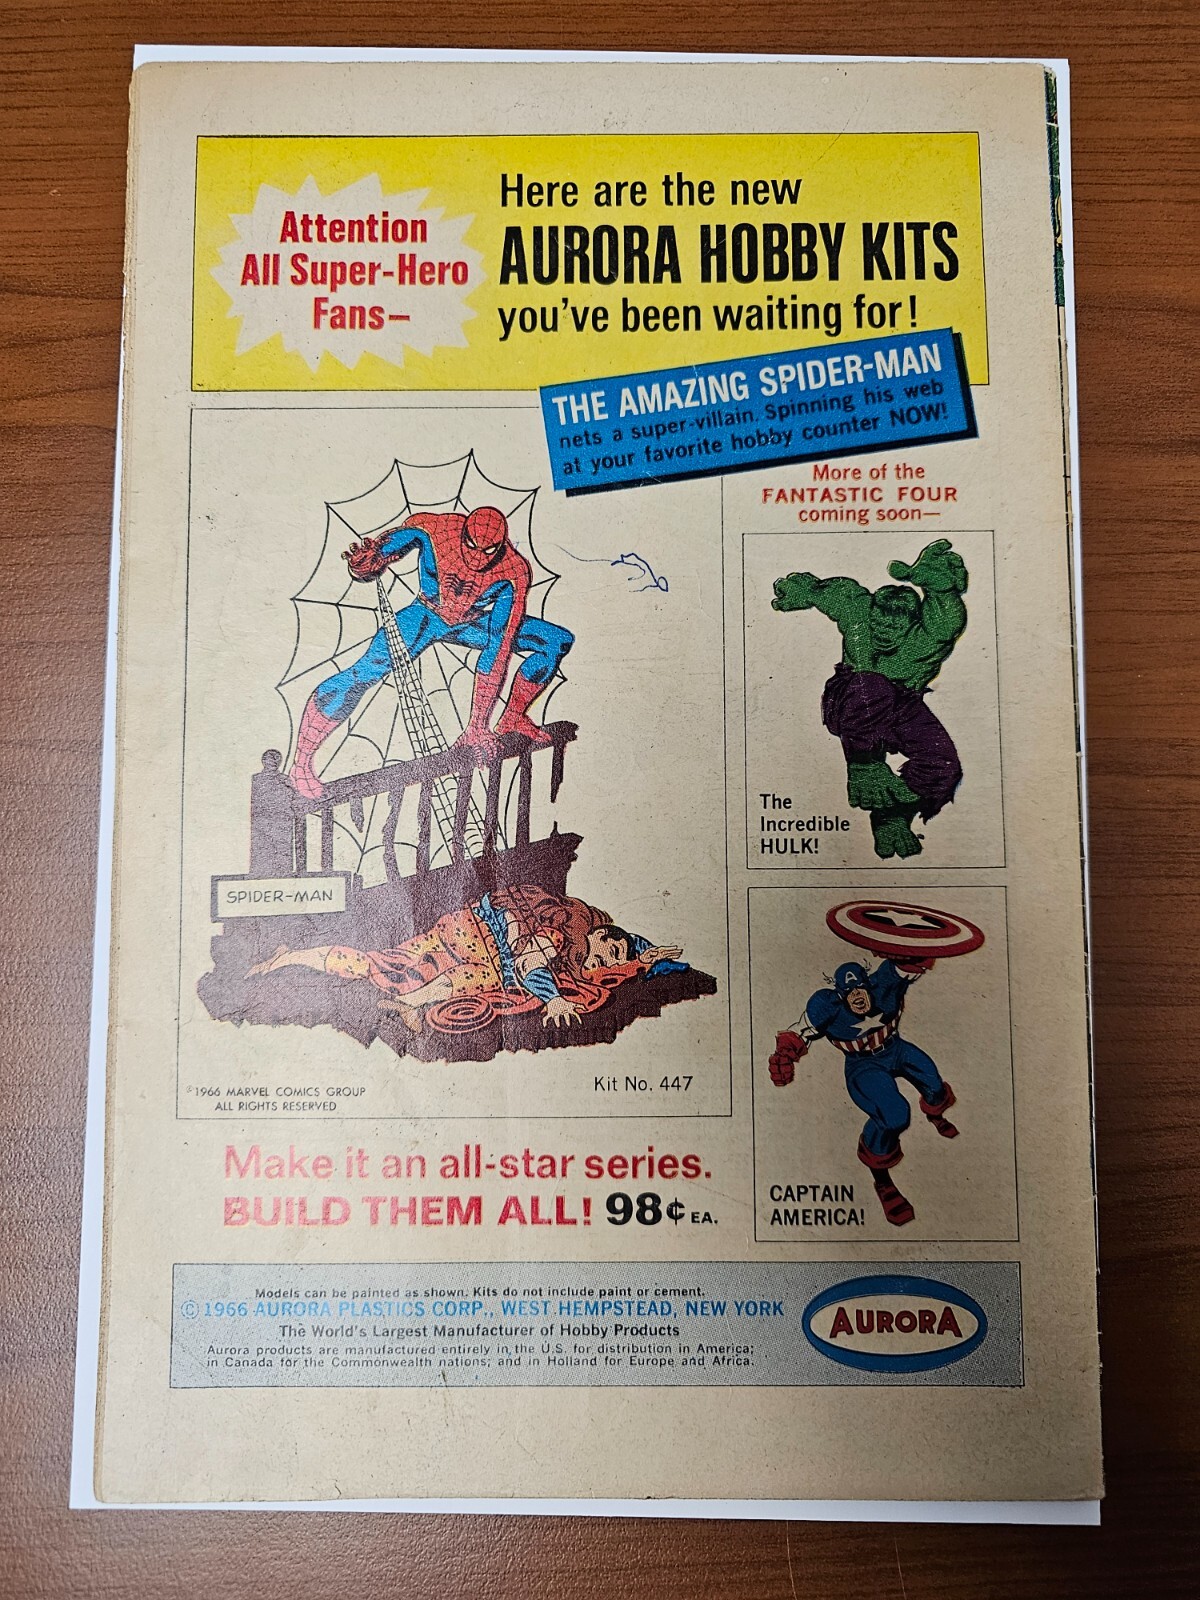 Attention
All Super-Hero
Fans—
Here are the new
AURORA HOBBY KITS
you've been waiting for!
THE AMAZING SPIDER-MAN
nets a super-villain. Spinning his web
at your favorite hobby counter NOW!
More of the
FANTASTIC FOUR
coming soon—
The
Incredible
HULK!
SPIDER-MAN
A
©1966 MARVEL COMICS GROUP
ALL RIGHTS RESERVED
Kit No. 447
CAPTAIN
AMERICA!
Make it an all-star series.
BUILD THEM ALL! 98¢ EA.
Models can be painted as shown. Kits do not include paint or cement.
© 1966 AURORA PLASTICS CORP., WEST HEMPSTEAD, NEW YORK
The World's Largest Manufacturer of Hobby Products
Aurora products are manufactured entirely in the U.S. for distribution in America;
in Canada for the Commonwealth nations; and in Holland for Europe and Africa.
AURORA